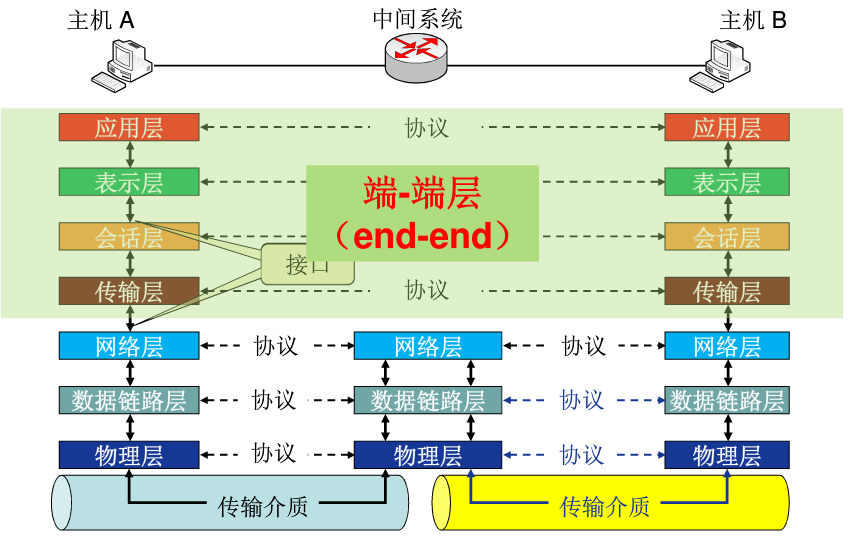 主机 A
中间系统
主机 B
应用层
协议
应用层
表示层
端-端层
表示层
会话层
（end-end）
会话层
接口
传输层
协议
传输层
网络层
协议
网络层
协议
网络层
数据链路层
协议
数据链路层
协议
数据链路层
物理层
协议
物理层
协议
物理层
传输介质
传输介质